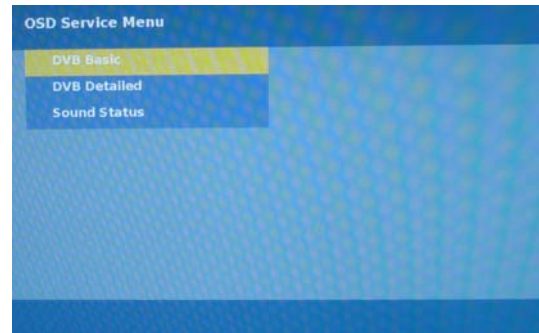 OSD Service Menu
DVB Basic
DVB Detailed
Sound Status